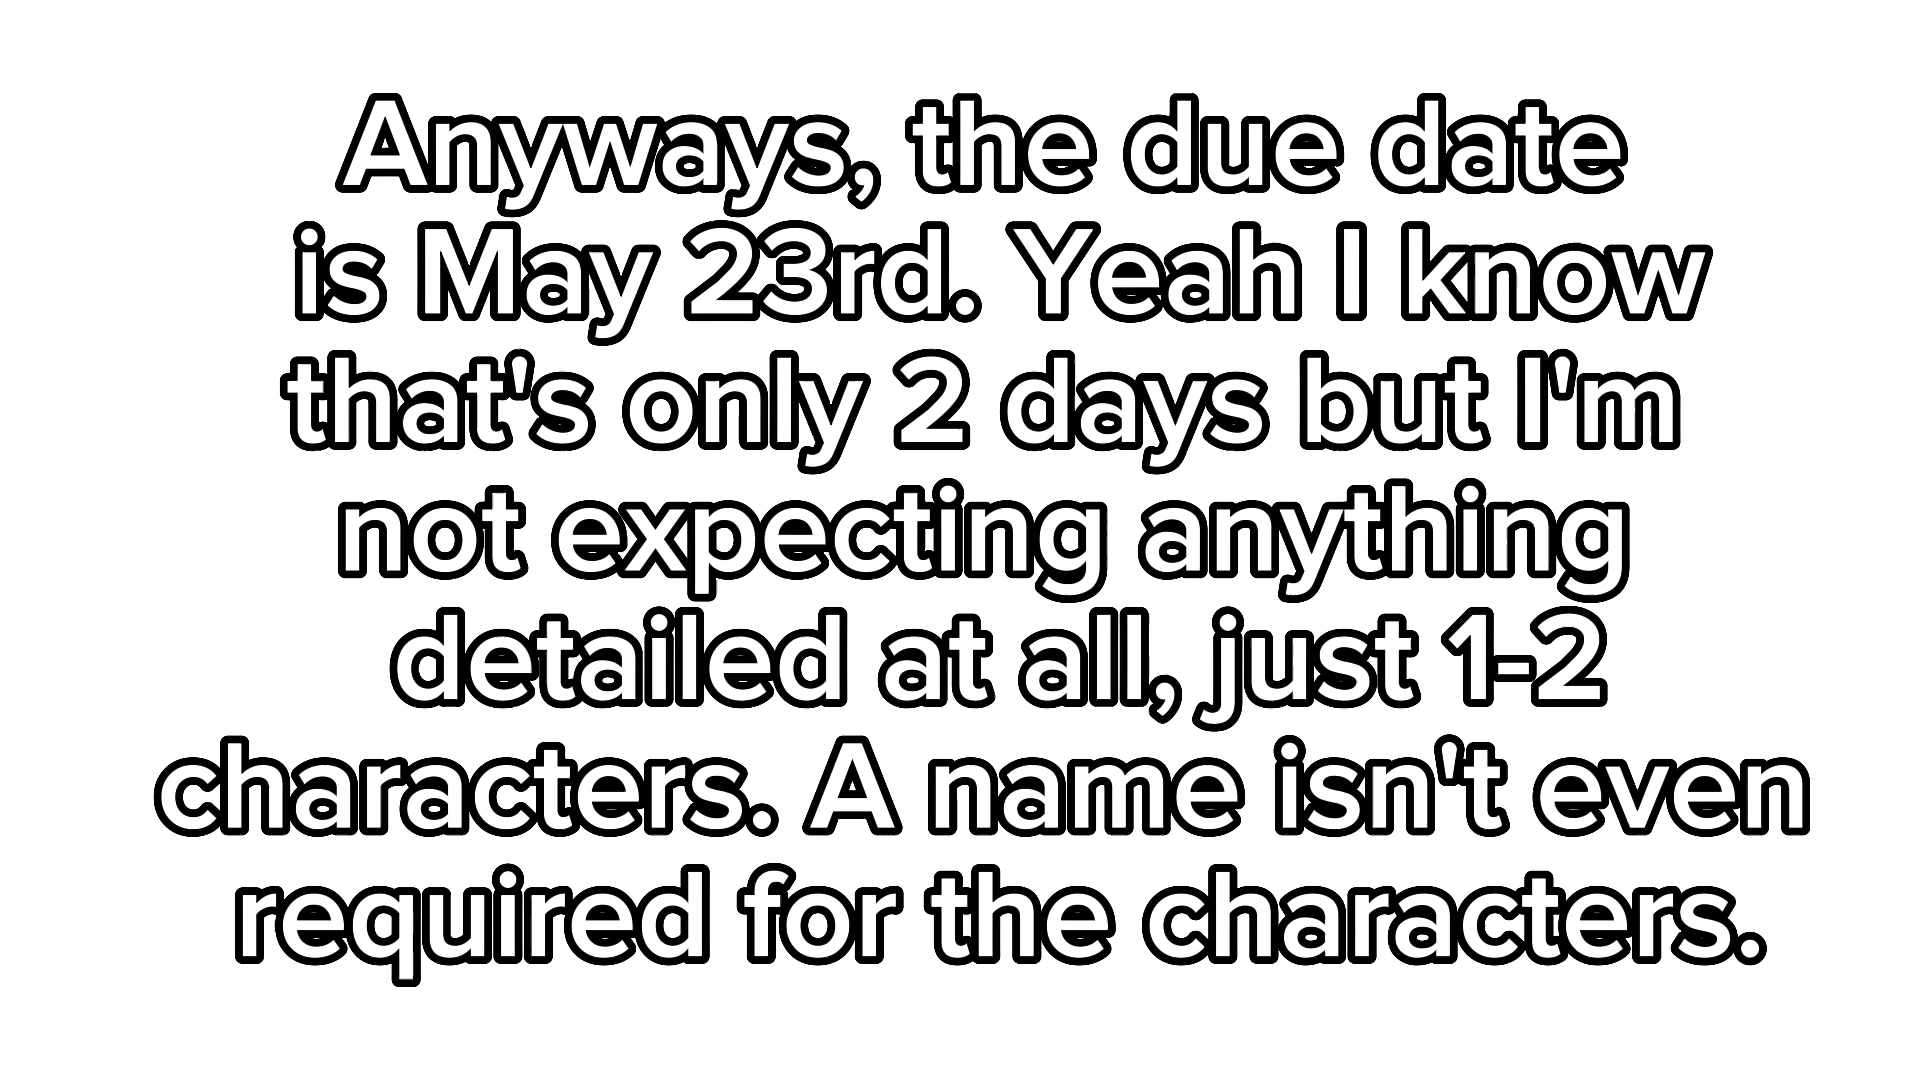 Anyways, the due date
is May 23rd. Yeah I know
that's only 2 days but I'm
not expecting anything
detailed at all, just 1-2
characters. A name isn't even
required for the characters.